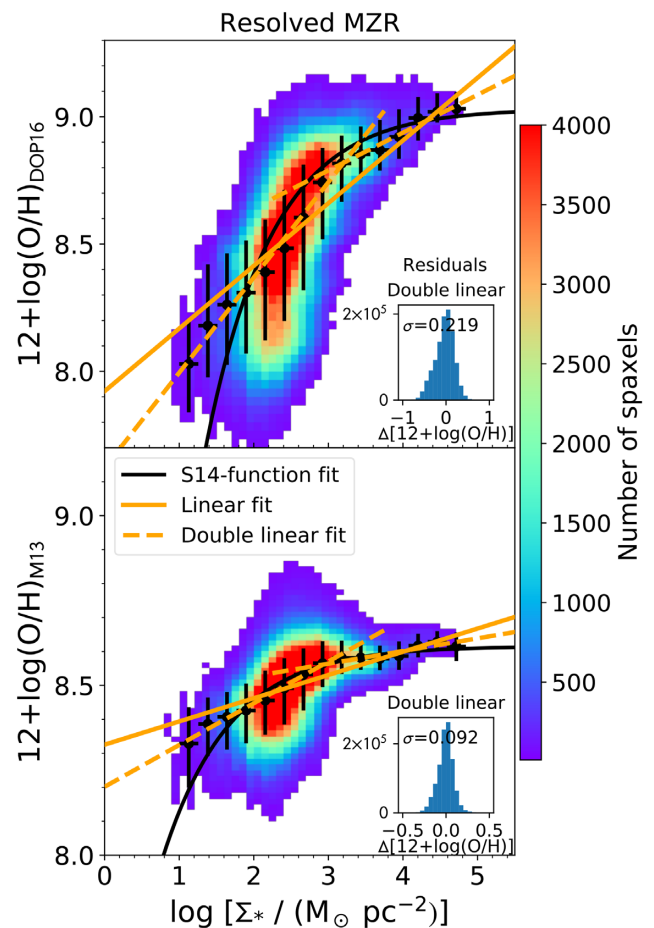 Resolved MZR
12+log(O/H)DOP16
9.0
8.5
8.0
Residuals
Double linear
2×10⁵
σ=0.219
0
−1 0 1
Δ[12+log(O/H)]
S14-function fit
Linear fit
Double linear fit
12+log(O/H)M13
9.0
8.5
8.0
Double linear
2×10⁵
σ=0.092
0
−0.5 0.0 0.5
Δ[12+log(O/H)]
0 1 2 3 4 5
log [Σ* / (M⊙ pc⁻²)]
4000
3500
3000
2500
2000
1500
1000
500
Number of spaxels